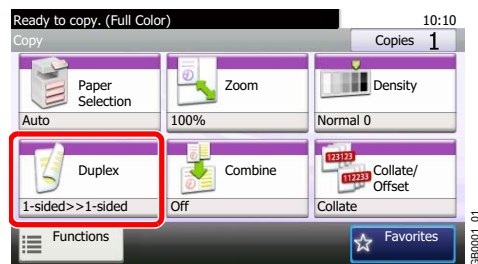 Ready to copy. (Full Color)
10:10
Copy
Copies 1
Paper
Selection
Auto
Zoom
100%
Density
Normal 0
Duplex
1-sided>>1-sided
Combine
Off
123123
112233
Collate/
Offset
Collate
Functions
Favorites
GB0001_01